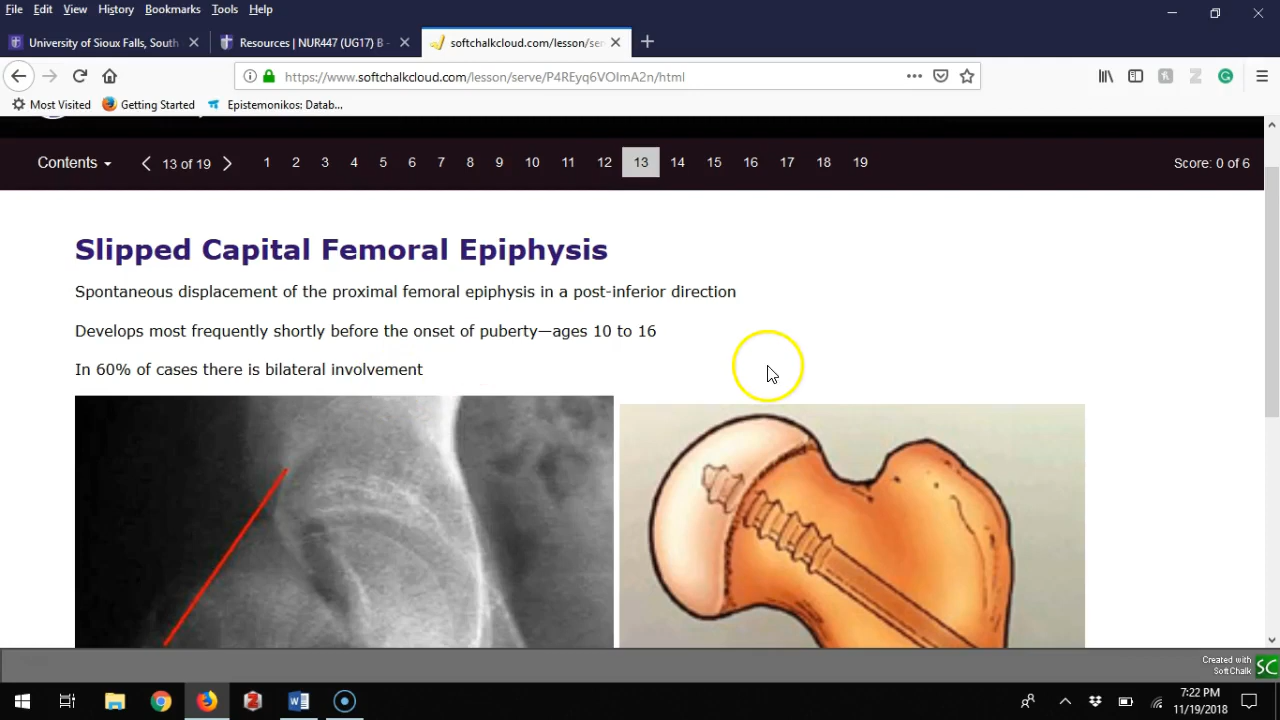 File Edit View History Bookmarks Tools Help
University of Sioux Falls, South
Resources | NUR447 (UG17) B -
softchalkcloud.com/lesson/ser
https://www.softchalkcloud.com/lesson/serve/P4REyq6VOImA2n/html
Most Visited Getting Started Epistemonikos: Datab...
Contents 13 of 19 1 2 3 4 5 6 7 8 9 10 11 12 13 14 15 16 17 18 19 Score: 0 of 6
Slipped Capital Femoral Epiphysis
Spontaneous displacement of the proximal femoral epiphysis in a post-inferior direction
Develops most frequently shortly before the onset of puberty—ages 10 to 16
In 60% of cases there is bilateral involvement
Created with
SoftChalk SC
7:22 PM
11/19/2018